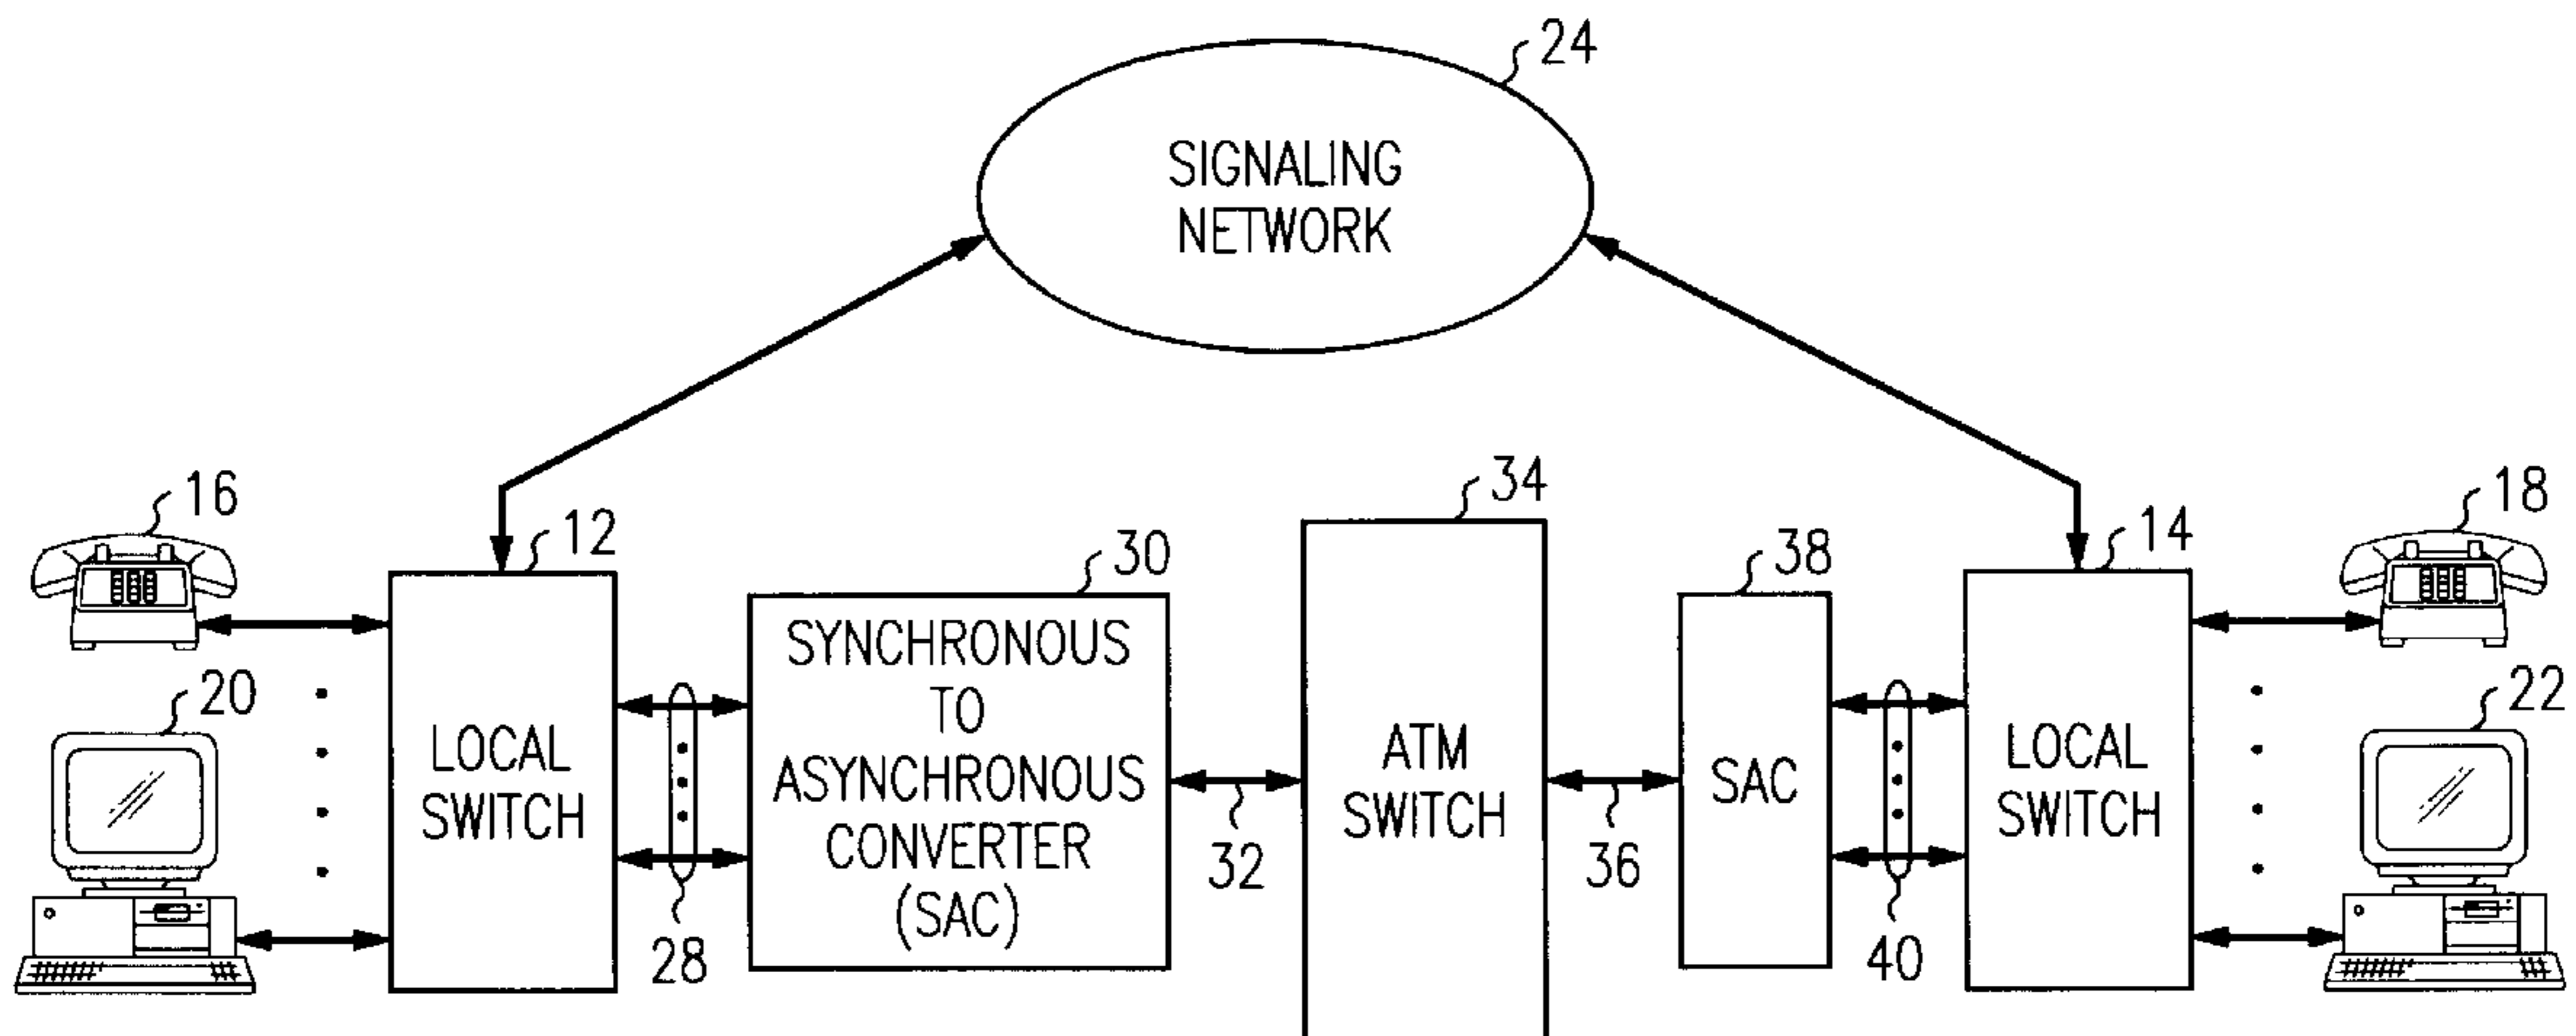 24
SIGNALING
NETWORK
16
12
30
34
38
14
18
20
22
LOCAL
SWITCH
SYNCHRONOUS
TO
ASYNCHRONOUS
CONVERTER
(SAC)
ATM
SWITCH
SAC
LOCAL
SWITCH
28
32
36
40